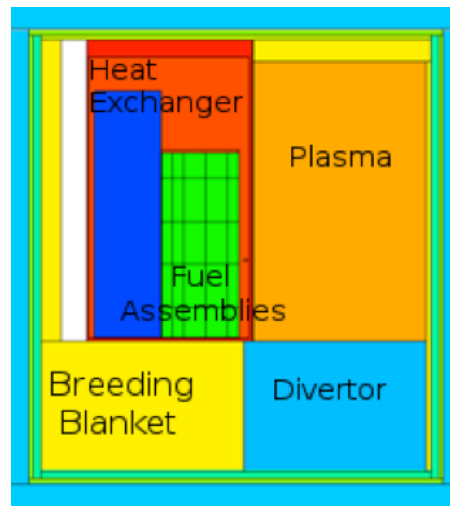 Heat
Exchanger
Plasma
Fuel
Assemblies
Breeding
Blanket
Divertor